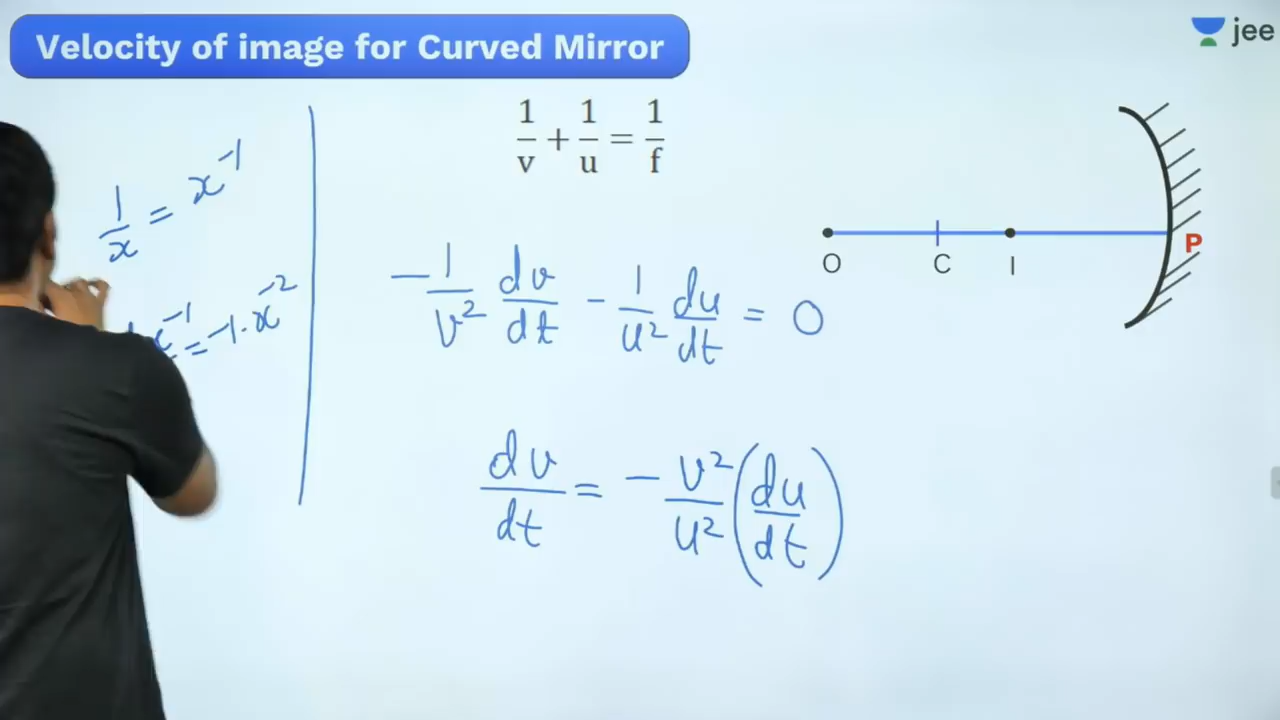 Velocity of image for Curved Mirror
jee
1/v + 1/u = 1/f
1/x = x⁻¹
x⁻¹ = -1·x⁻²
-1/v² dv/dt - 1/u² du/dt = 0
dv/dt = -v²/u² (du/dt)
O C I P